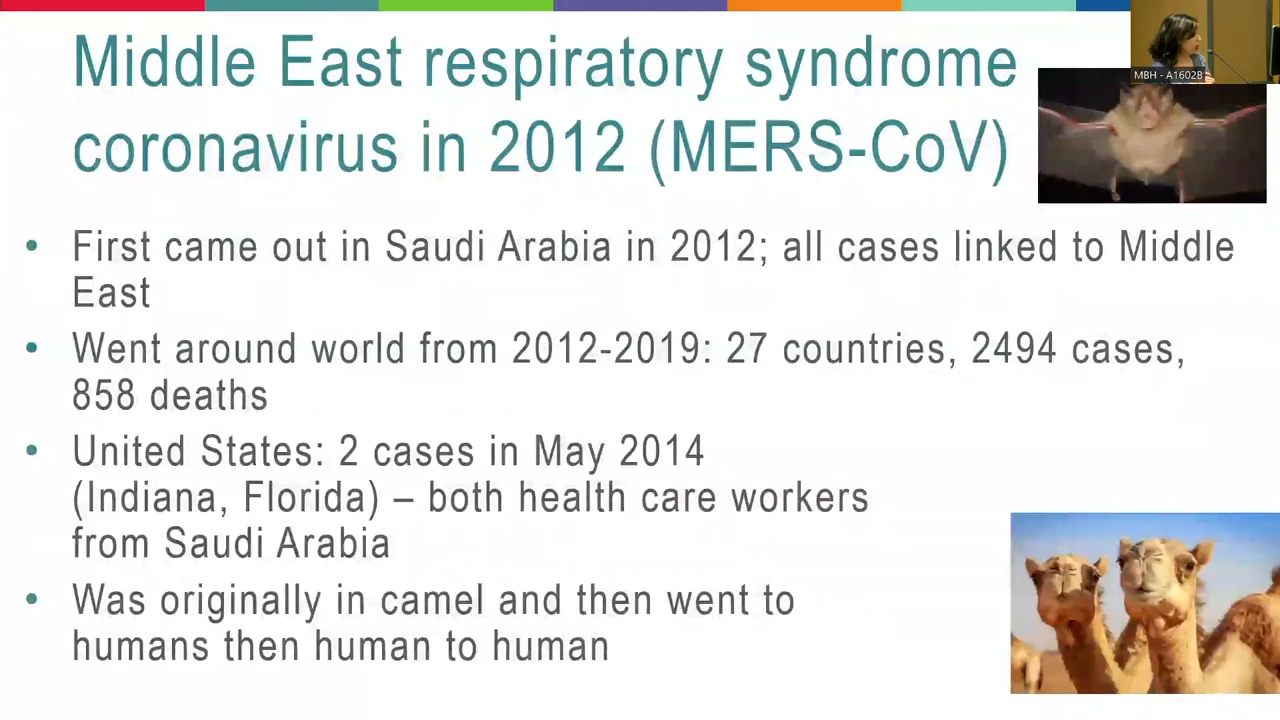 Middle East respiratory syndrome
coronavirus in 2012 (MERS-CoV)
MBH - A1602B
• First came out in Saudi Arabia in 2012; all cases linked to Middle
East
• Went around world from 2012-2019: 27 countries, 2494 cases,
858 deaths
• United States: 2 cases in May 2014
(Indiana, Florida) – both health care workers
from Saudi Arabia
• Was originally in camel and then went to
humans then human to human